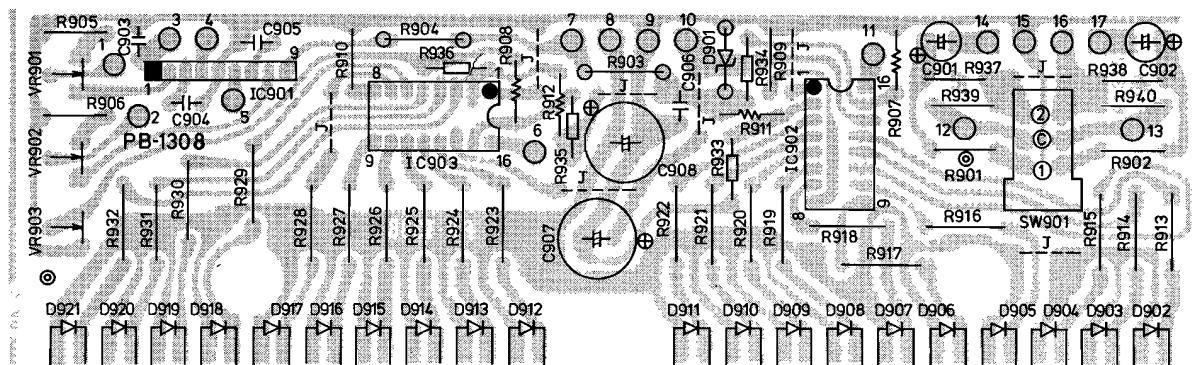 R905 C903 3 4 C905 R910 R904 R908 J 7 8 9 10 D901 R934 R909 J 11 14 15 16 17
1 9 R936 R903 C906 C901 R937 J R938 C902
VR901 1 IC901 8 1 R912 1 16 R907 R939 2 R940
R906 2 C904 5 J 6 J R911 IC902 12 C 13
VR902 PB-1308 9 IC903 16 R935 C908 R933 R901 1 R902
VR903 R932 R931 R930 R929 R928 R927 R926 R925 R924 R923 C907 J R922 R921 R920 R919 8 R918 9 R917 R916 SW901 J R915 R914 R913
D921 D920 D919 D918 D917 D916 D915 D914 D913 D912 D911 D910 D909 D908 D907 D906 D905 D904 D903 D902